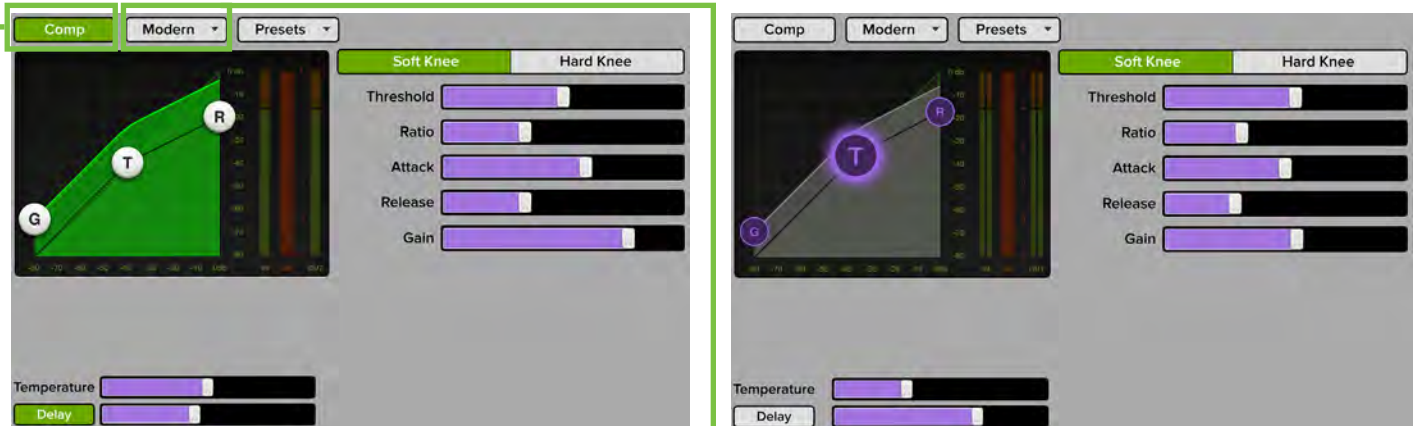 Comp Modern Presets
Soft Knee Hard Knee
Threshold
Ratio
Attack
Release
Gain
R
T
G
Temperature
Delay
Comp Modern Presets
Soft Knee Hard Knee
Threshold
Ratio
Attack
Release
Gain
R
T
G
Temperature
Delay